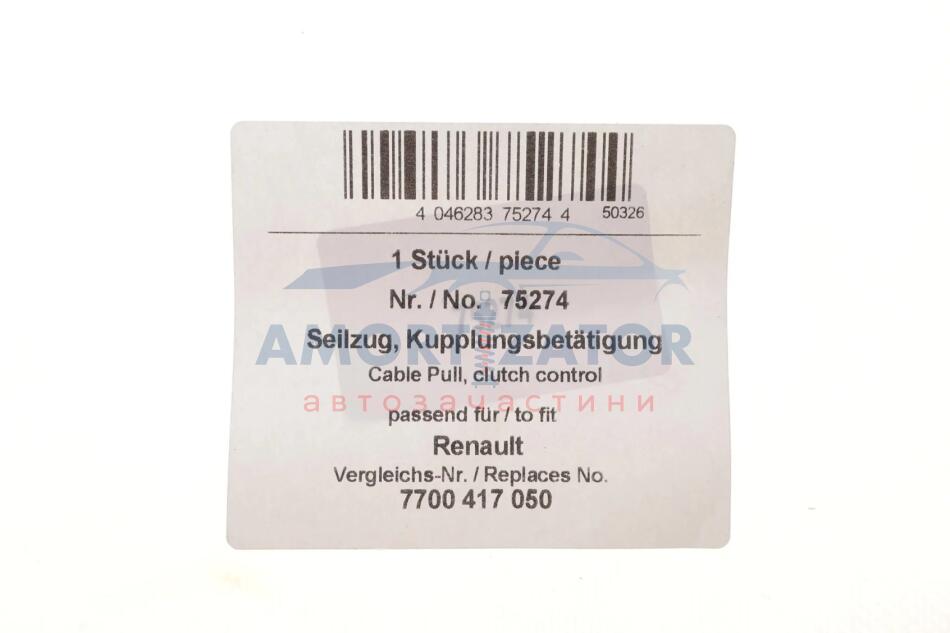 4 046283 75274 4 50326
1 Stück / piece
Nr. / No. 75274
AMORTIZATOR
Seilzug, Kupplungsbetätigung
Cable Pull, clutch control
автозачастини
passend für / to fit
Renault
Vergleichs-Nr. / Replaces No.
7700 417 050